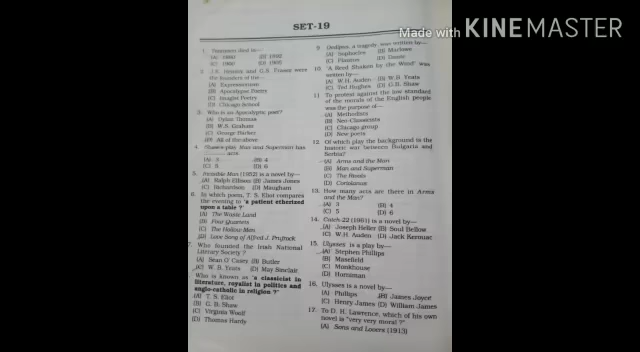 Made with KINEMASTER
SET-19
1. Tennyson died in—
(A) 1890 (B) 1892
(C) 1900 (D) 1902
2. J.F. Hendry and G.S. Fraser were
the founders of the—
(A) Expressionism
(B) Apocalypse Poetry
(C) Imagist Poetry
(D) Chicago School
3. Who is an Apocalyptic poet?
(A) Dylan Thomas
(B) W.S. Graham
(C) George Barker
(D) All of the above
4. Shaw's play Man and Superman has
acts.
(A) 3 (B) 4
(C) 5 (D) 6
5. Invisible Man (1952) is a novel by—
(A) Ralph Ellison (B) James Jones
(C) Richardson (D) Maugham
6. In which poem, T. S. Eliot compares
the evening to 'a patient etherized
upon a table ?'
(A) The Waste Land
(B) Four Quartets
(C) The Hollow Men
(D) Love Song of Alfred J. Prufrock
7. Who founded the Irish National
Literary Society ?
(A) Sean O' Casey (B) Butler
(C) W. B. Yeats (D) May Sinclair
Who is known as 'a classicist in
literature, royalist in politics and
anglo-catholic in religion ?'
(A) T. S. Eliot
(B) G. B. Shaw
(C) Virginia Woolf
(D) Thomas Hardy
9. Oedipus, a tragedy was written by—
(A) Sophocles (B) Marlowe
(C) (D)
10. 'A Reed Shaken by the Wind' was
written by—
(A) W.H. Auden (B) W.B. Yeats
(C) Ted Hughes (D) G.B. Shaw
11. To protest against the low standard
of the morals of the English people
was the purpose of—
(A) Methodists
(B) Neo-Classicists
(C) Chicago group
(D) New poets
12. Of which play the background is the
historic war between Bulgaria and
Serbia?
(A) Arms and the Man
(B) Man and Superman
(C) The Rivals
(D) Coriolanus
13. How many acts are there in Arms
and the Man?
(A) 3 (B) 4
(C) 5 (D) 6
14. Catch-22 (1961) is a novel by—
(A) Joseph Heller (B) Saul Bellow
(C) W.H. Auden (D) Jack Kerouac
15. 'Ulysses' is a play by—
(A) Stephen Phillips
(B) Masefield
(C) Monkhouse
(D) Horniman
16. Ulysses is a novel by—
(A) Phillips (B) James Joyce
(C) Henry James (D) William James
17. To D. H. Lawrence, which of his own
novel is "very very moral ?"
(A) Sons and Lovers (1913)